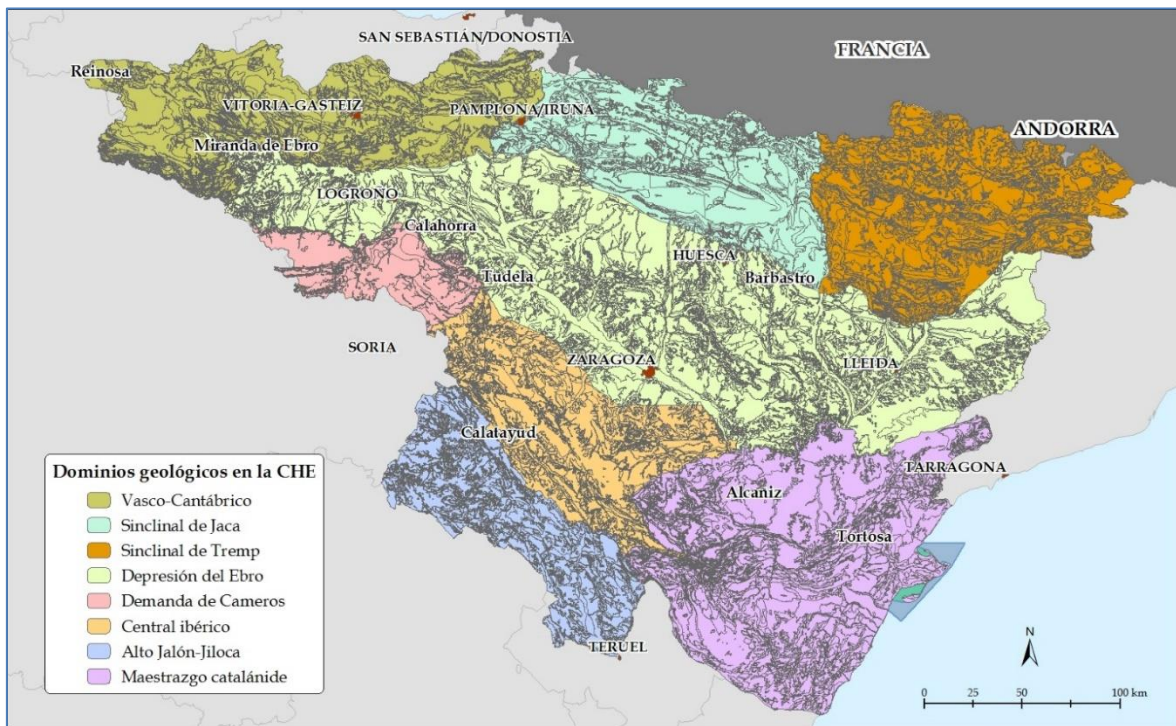 SAN SEBASTIÁN/DONOSTIA
FRANCIA
Reinosa
VITORIA-GASTEIZ
PAMPLONA/IRUNA
ANDORRA
Miranda de Ebro
LOGROÑO
Calahorra
HUESCA
Tudela
Barbastro
SORIA
ZARAGOZA
LLEIDA
Calatayud
TARRAGONA
Alcañiz
Tortosa
TERUEL
Dominios geológicos en la CHE
Vasco-Cantábrico
Sinclinal de Jaca
Sinclinal de Tremp
Depresión del Ebro
Demanda de Cameros
Central ibérico
Alto Jalón-Jiloca
Maestrazgo catalánide
N
0 25 50 100 km